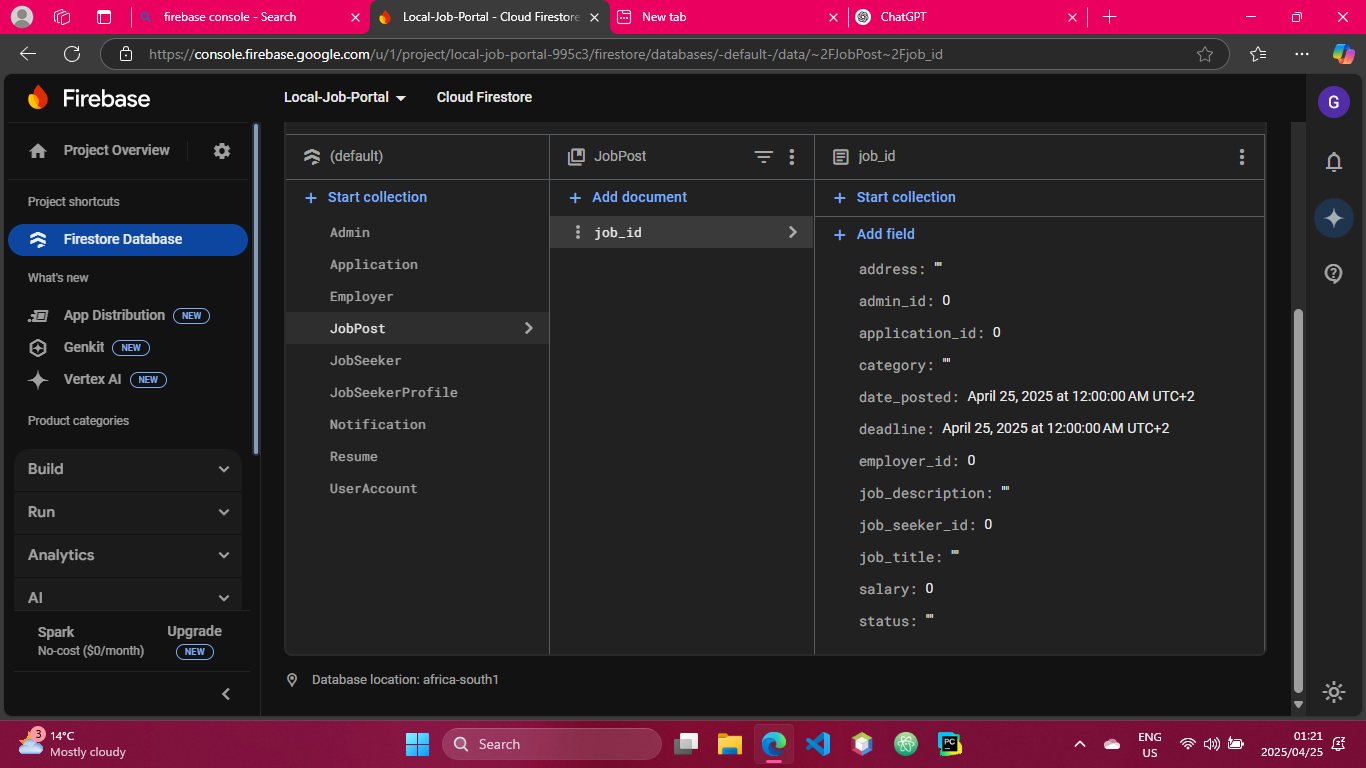 firebase console - Search
Local-Job-Portal - Cloud Firestore
New tab
ChatGPT
https://console.firebase.google.com/u/1/project/local-job-portal-995c3/firestore/databases/-default-/data/~2FJobPost~2Fjob_id
Firebase
Local-Job-Portal
Cloud Firestore
G
Project Overview
Project shortcuts
Firestore Database
What's new
App Distribution NEW
Genkit NEW
Vertex AI NEW
Product categories
Build
Run
Analytics
AI
Spark
No-cost ($0/month)
Upgrade
NEW
(default)
+ Start collection
Admin
Application
Employer
JobPost
JobSeeker
JobSeekerProfile
Notification
Resume
UserAccount
JobPost
+ Add document
job_id
job_id
+ Start collection
+ Add field
address: ""
admin_id: 0
application_id: 0
category: ""
date_posted: April 25, 2025 at 12:00:00 AM UTC+2
deadline: April 25, 2025 at 12:00:00 AM UTC+2
employer_id: 0
job_description: ""
job_seeker_id: 0
job_title: ""
salary: 0
status: ""
Database location: africa-south1
3
14°C
Mostly cloudy
Search
PC
ENG
US
01:21
2025/04/25